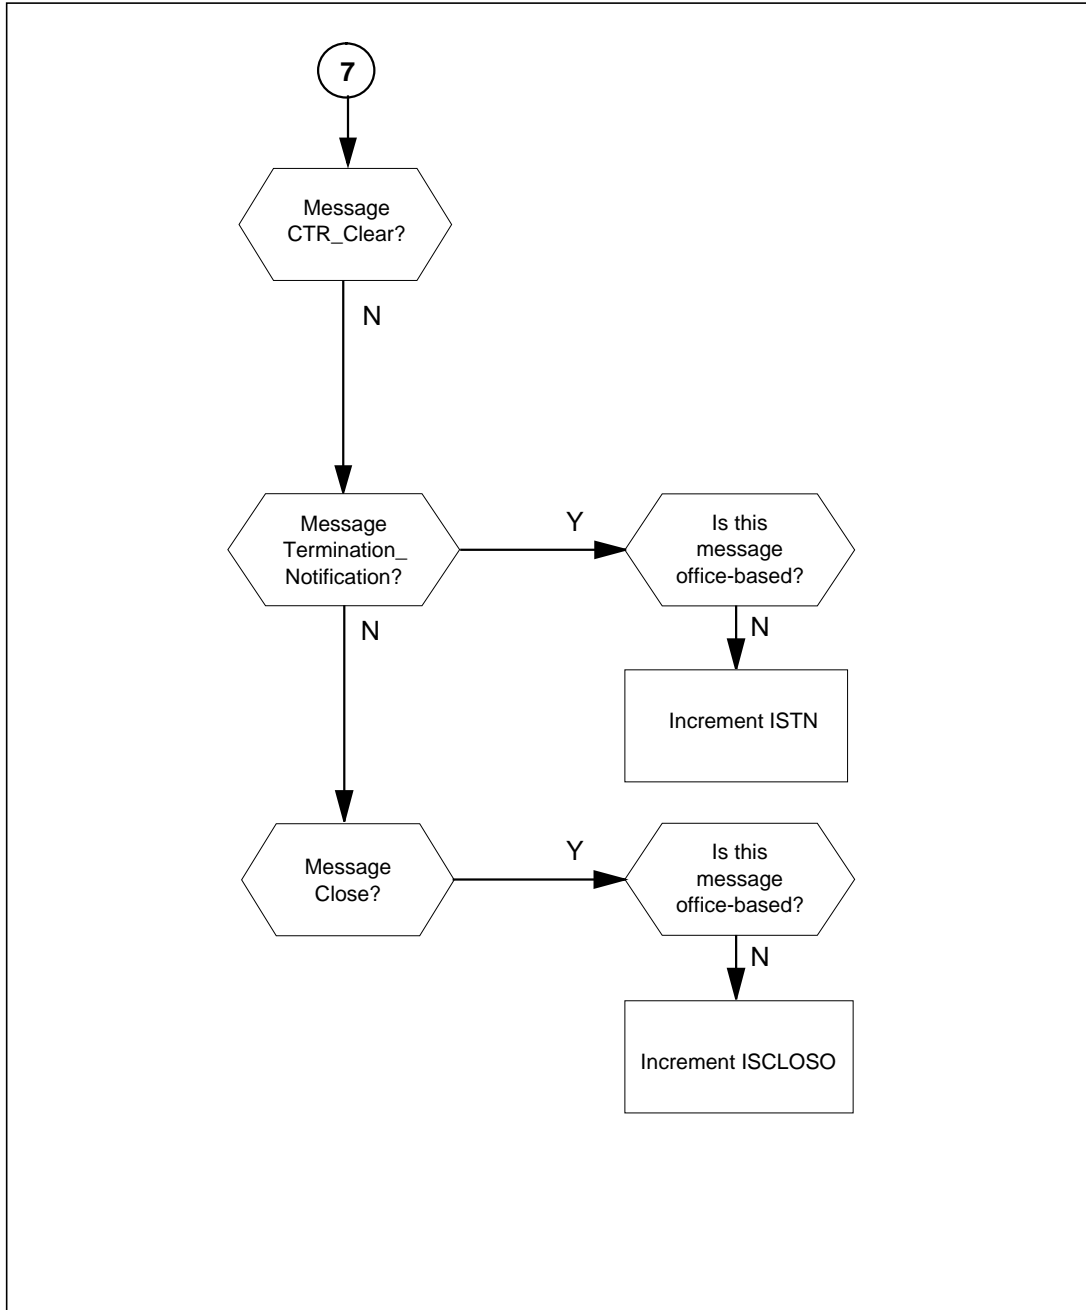 7
Message
CTR_Clear?
N
Message
Termination_
Notification?
Y
Is this
message
office-based?
N
N
Increment ISTN
Message
Close?
Y
Is this
message
office-based?
N
Increment ISCLOSO